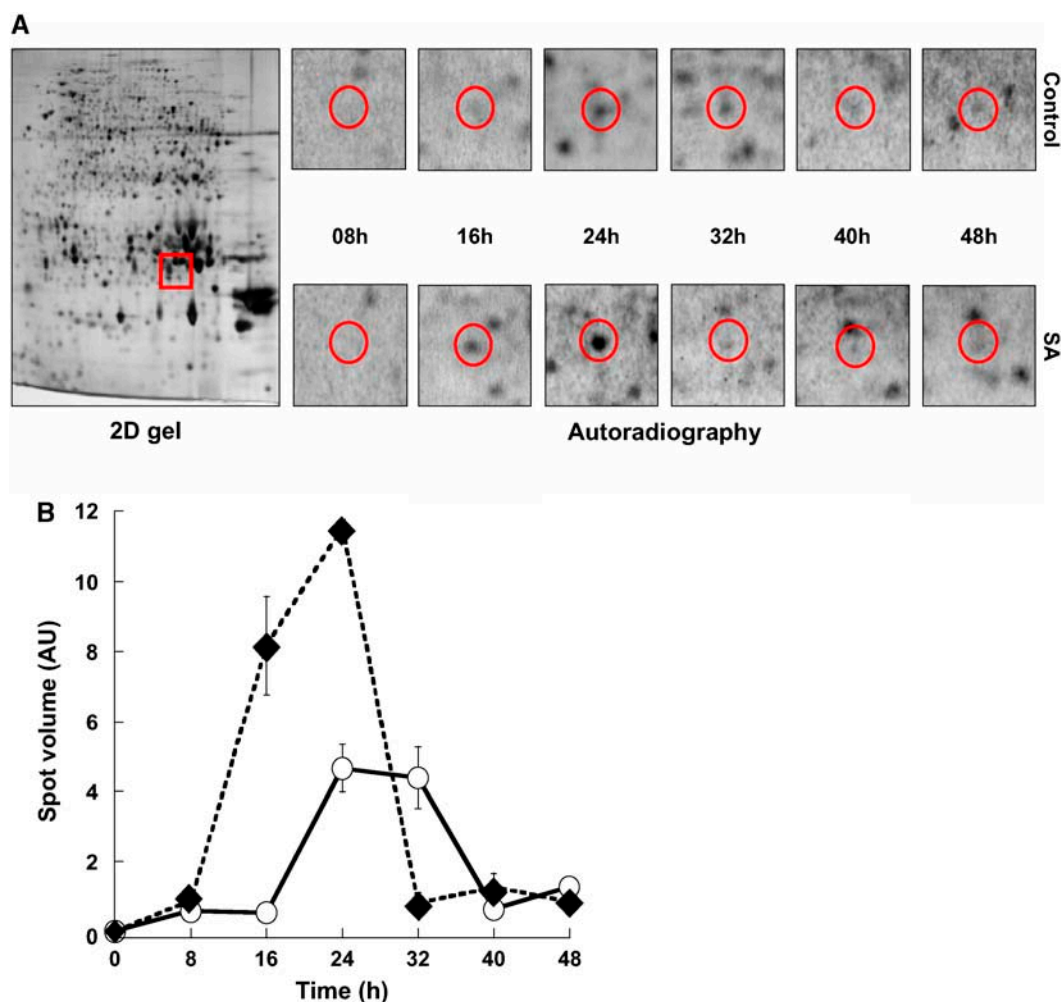 A
Control
08h 16h 24h 32h 40h 48h
SA
2D gel
Autoradiography
B
12
10
8
6
4
2
0
Spot volume (AU)
0 8 16 24 32 40 48
Time (h)